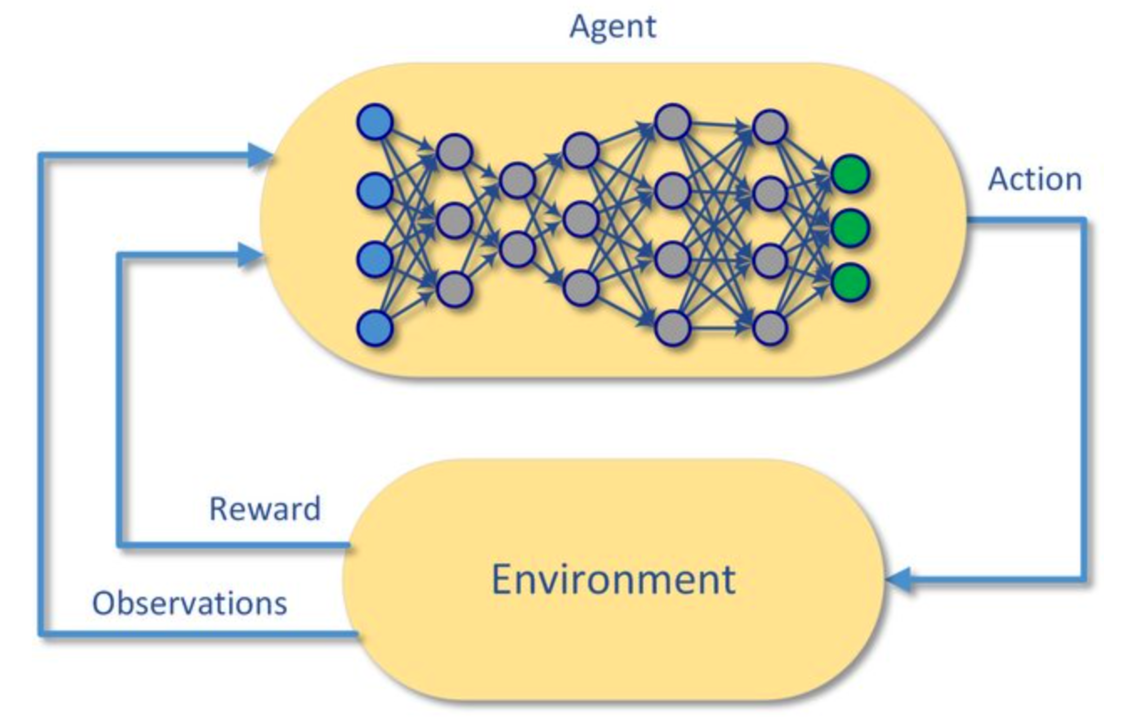 Agent
Action
Reward
Environment
Observations